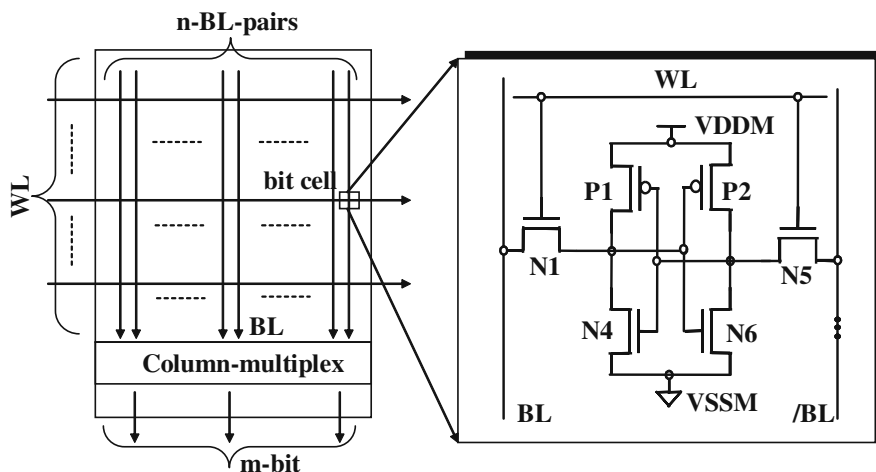 n-BL-pairs
WL
bit cell
BL
Column-multiplex
m-bit
WL
VDDM
P1
P2
N1
N5
N4
N6
VSSM
BL
/BL